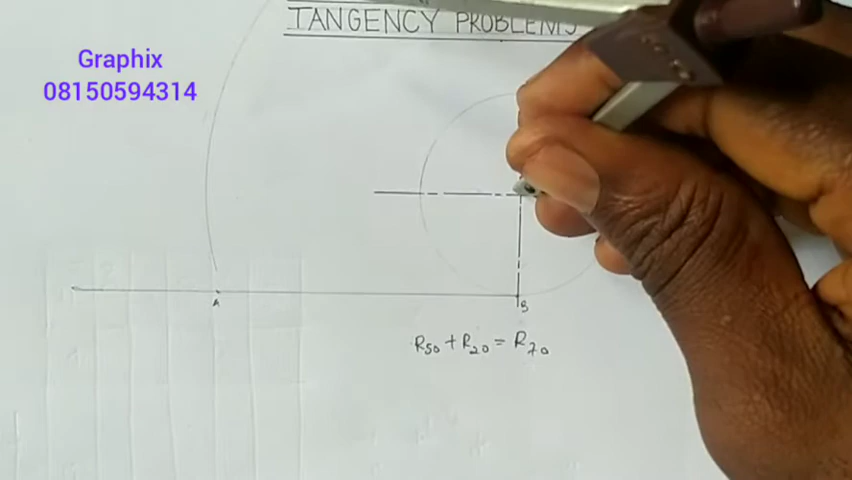 TANGENCY PROBLEMS
Graphix
08150594314
A
B
R50 + R20 = R70